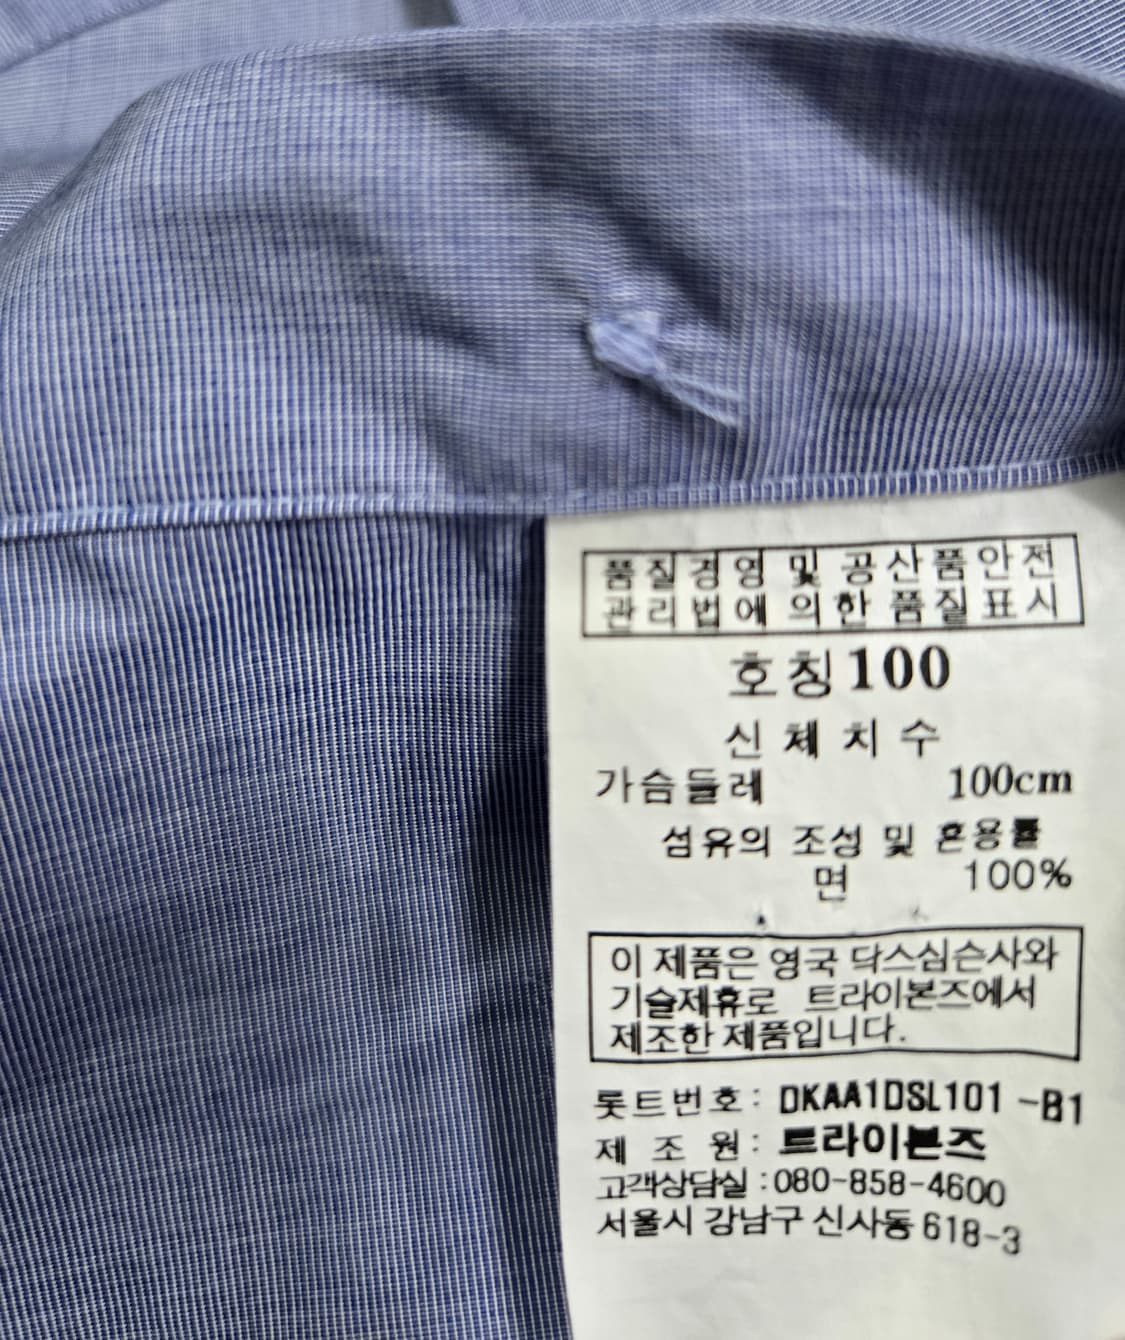 품질경영 및 공산품안전
관리법에 의한 품질표시
호칭100
신체치수
가슴둘레 100cm
섬유의 조성 및 혼용률
면 100%
이 제품은 영국 닥스심슨사와
기술제휴로 트라이본즈에서
제조한 제품입니다.
롯트번호: DKAA1DSL101 -B1
제 조 원: 트라이본즈
고객상담실 :080-858-4600
서울시 강남구 신사동 618-3